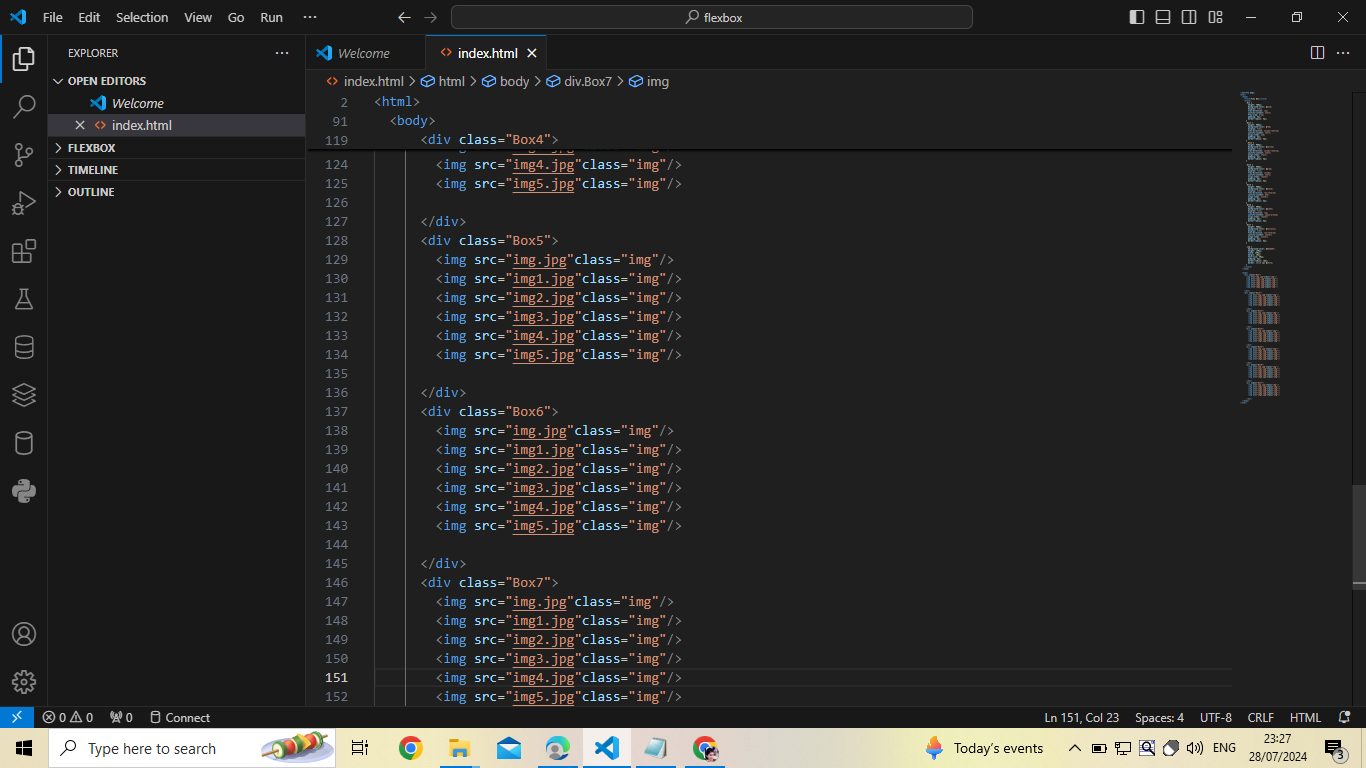 File Edit Selection View Go Run ··· flexbox
EXPLORER ···
OPEN EDITORS
Welcome
index.html
FLEXBOX
TIMELINE
OUTLINE
Welcome index.html
index.html > html > body > div.Box7 > img
2 <html>
91 <body>
119 <div class="Box4">
124 <img src="img4.jpg"class="img"/>
125 <img src="img5.jpg"class="img"/>
126
127 </div>
128 <div class="Box5">
129 <img src="img.jpg"class="img"/>
130 <img src="img1.jpg"class="img"/>
131 <img src="img2.jpg"class="img"/>
132 <img src="img3.jpg"class="img"/>
133 <img src="img4.jpg"class="img"/>
134 <img src="img5.jpg"class="img"/>
135
136 </div>
137 <div class="Box6">
138 <img src="img.jpg"class="img"/>
139 <img src="img1.jpg"class="img"/>
140 <img src="img2.jpg"class="img"/>
141 <img src="img3.jpg"class="img"/>
142 <img src="img4.jpg"class="img"/>
143 <img src="img5.jpg"class="img"/>
144
145 </div>
146 <div class="Box7">
147 <img src="img.jpg"class="img"/>
148 <img src="img1.jpg"class="img"/>
149 <img src="img2.jpg"class="img"/>
150 <img src="img3.jpg"class="img"/>
151 <img src="img4.jpg"class="img"/>
152 <img src="img5.jpg"class="img"/>
0 0 0 Connect Ln 151, Col 23 Spaces: 4 UTF-8 CRLF HTML
Type here to search Today's events ENG 23:27
28/07/2024 3